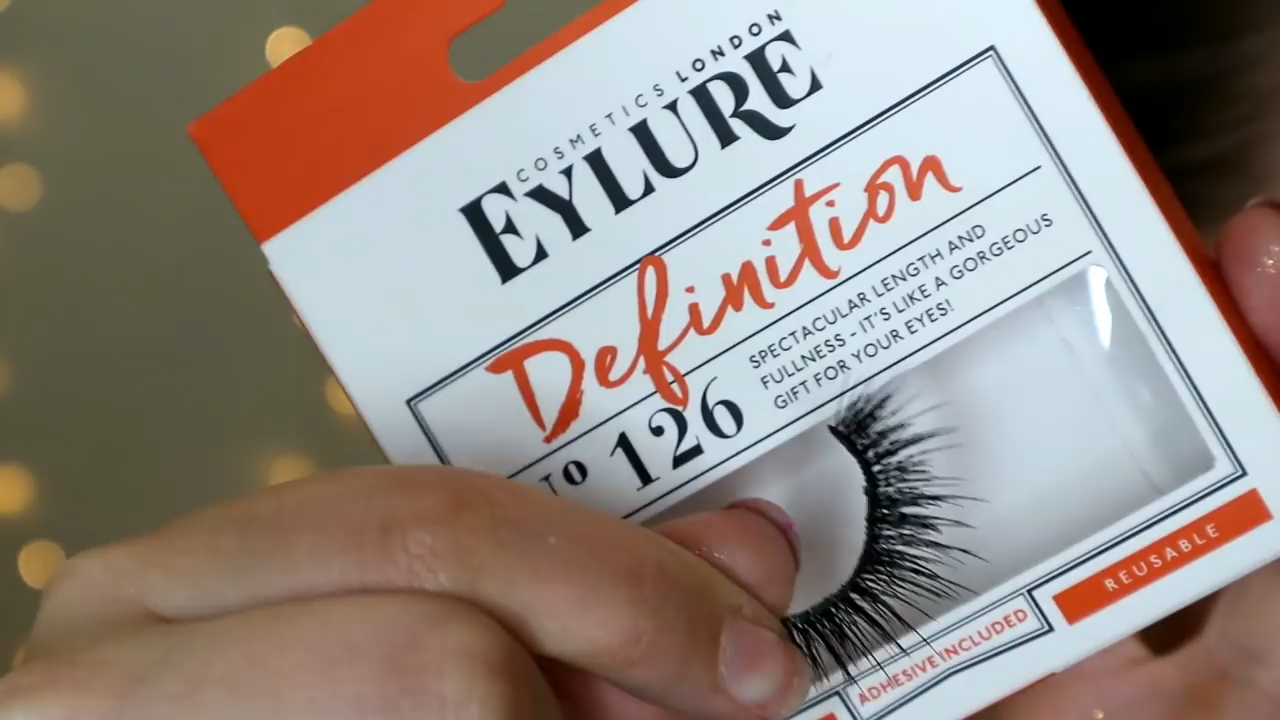 COSMETICS LONDON
EYLURE
Definition
No 126
SPECTACULAR LENGTH AND
FULLNESS - IT'S LIKE A GORGEOUS
GIFT FOR YOUR EYES!
REUSABLE
ADHESIVE INCLUDED